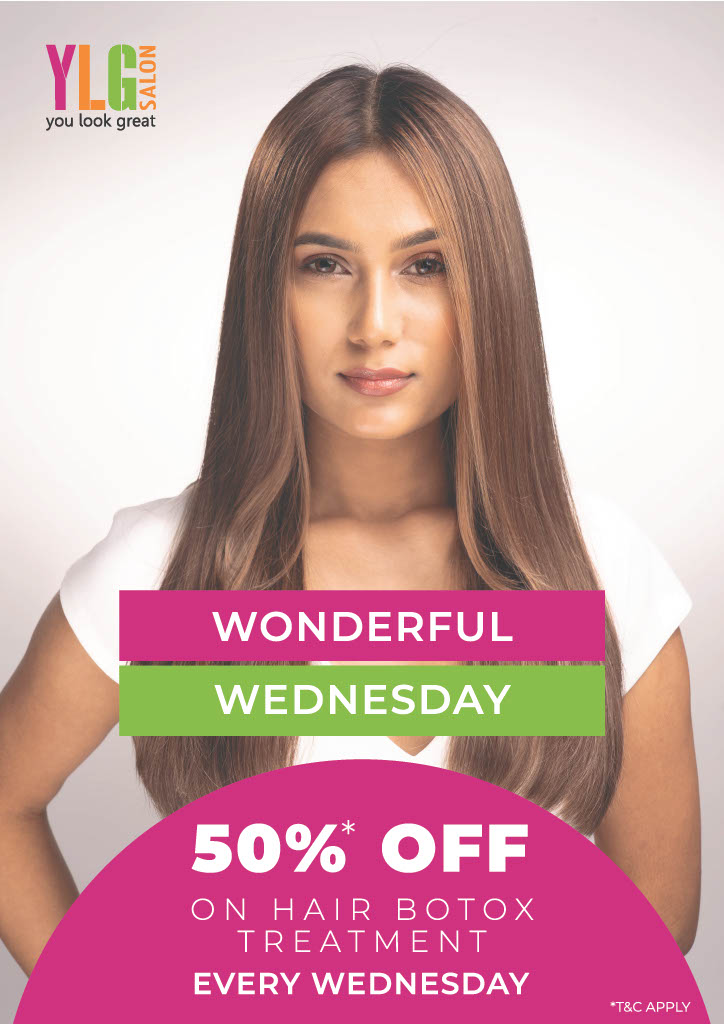 YLG SALON
you look great
WONDERFUL
WEDNESDAY
50%* OFF
ON HAIR BOTOX
TREATMENT
EVERY WEDNESDAY
*T&C APPLY